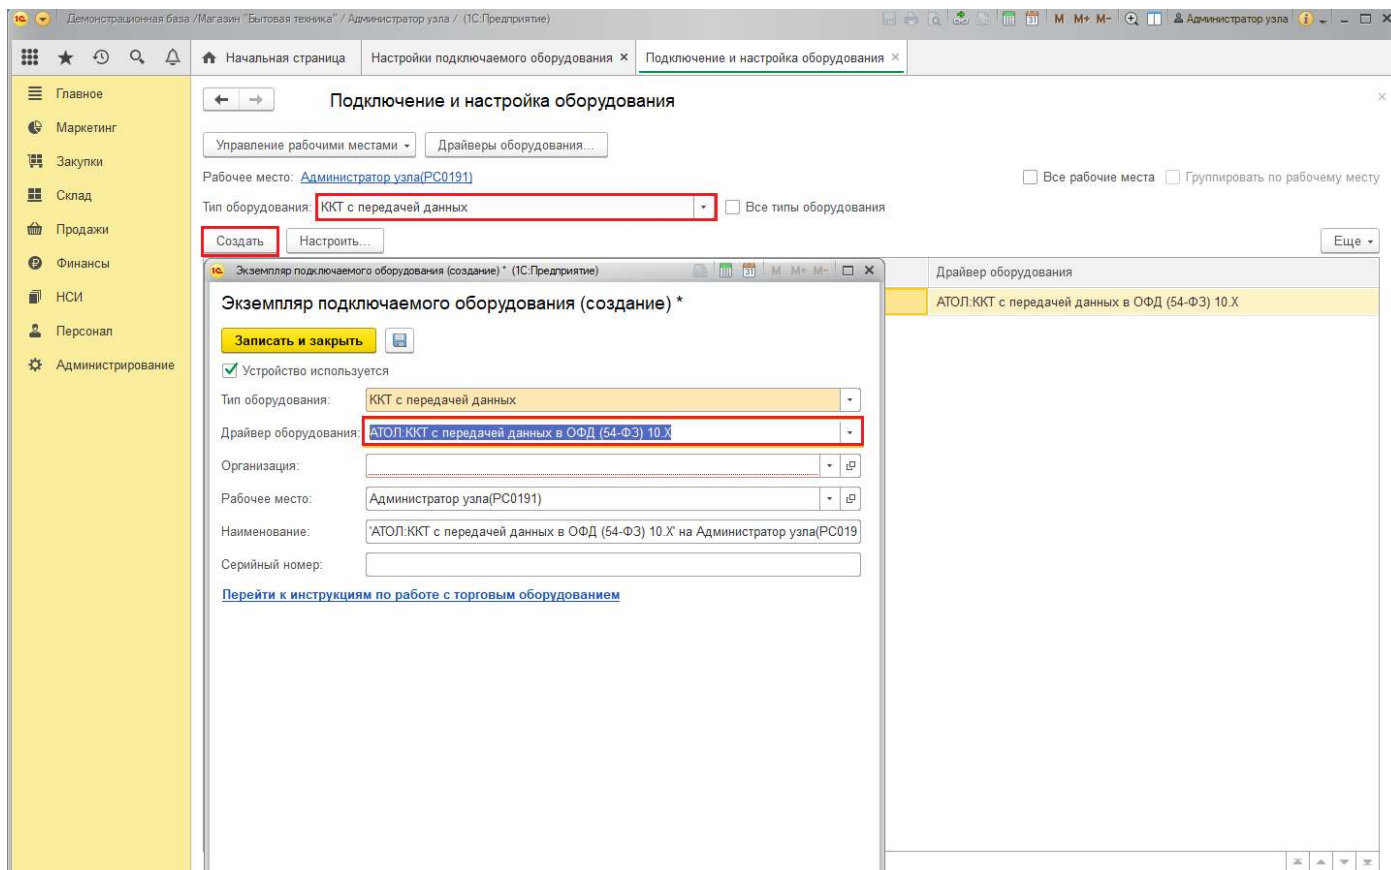 Демонстрационная база /Магазин "Бытовая техника" / Администратор узла / (1С:Предприятие)
M M+ M- Администратор узла
Начальная страница Настройки подключаемого оборудования × Подключение и настройка оборудования ×
Главное
Маркетинг
Закупки
Склад
Продажи
Финансы
НСИ
Персонал
Администрирование
Подключение и настройка оборудования
Управление рабочими местами Драйверы оборудования...
Рабочее место: Администратор узла(PC0191) Все рабочие места Группировать по рабочему месту
Тип оборудования: ККТ с передачей данных Все типы оборудования
Создать Настроить... Еще
Драйвер оборудования
АТОЛ:ККТ с передачей данных в ОФД (54-ФЗ) 10.X
Экземпляр подключаемого оборудования (создание) * (1С:Предприятие) M M+ M-
Экземпляр подключаемого оборудования (создание) *
Записать и закрыть
Устройство используется
Тип оборудования: ККТ с передачей данных
Драйвер оборудования: АТОЛ:ККТ с передачей данных в ОФД (54-ФЗ) 10.X
Организация:
Рабочее место: Администратор узла(PC0191)
Наименование: 'АТОЛ:ККТ с передачей данных в ОФД (54-ФЗ) 10.X' на Администратор узла(PC019
Серийный номер:
Перейти к инструкциям по работе с торговым оборудованием